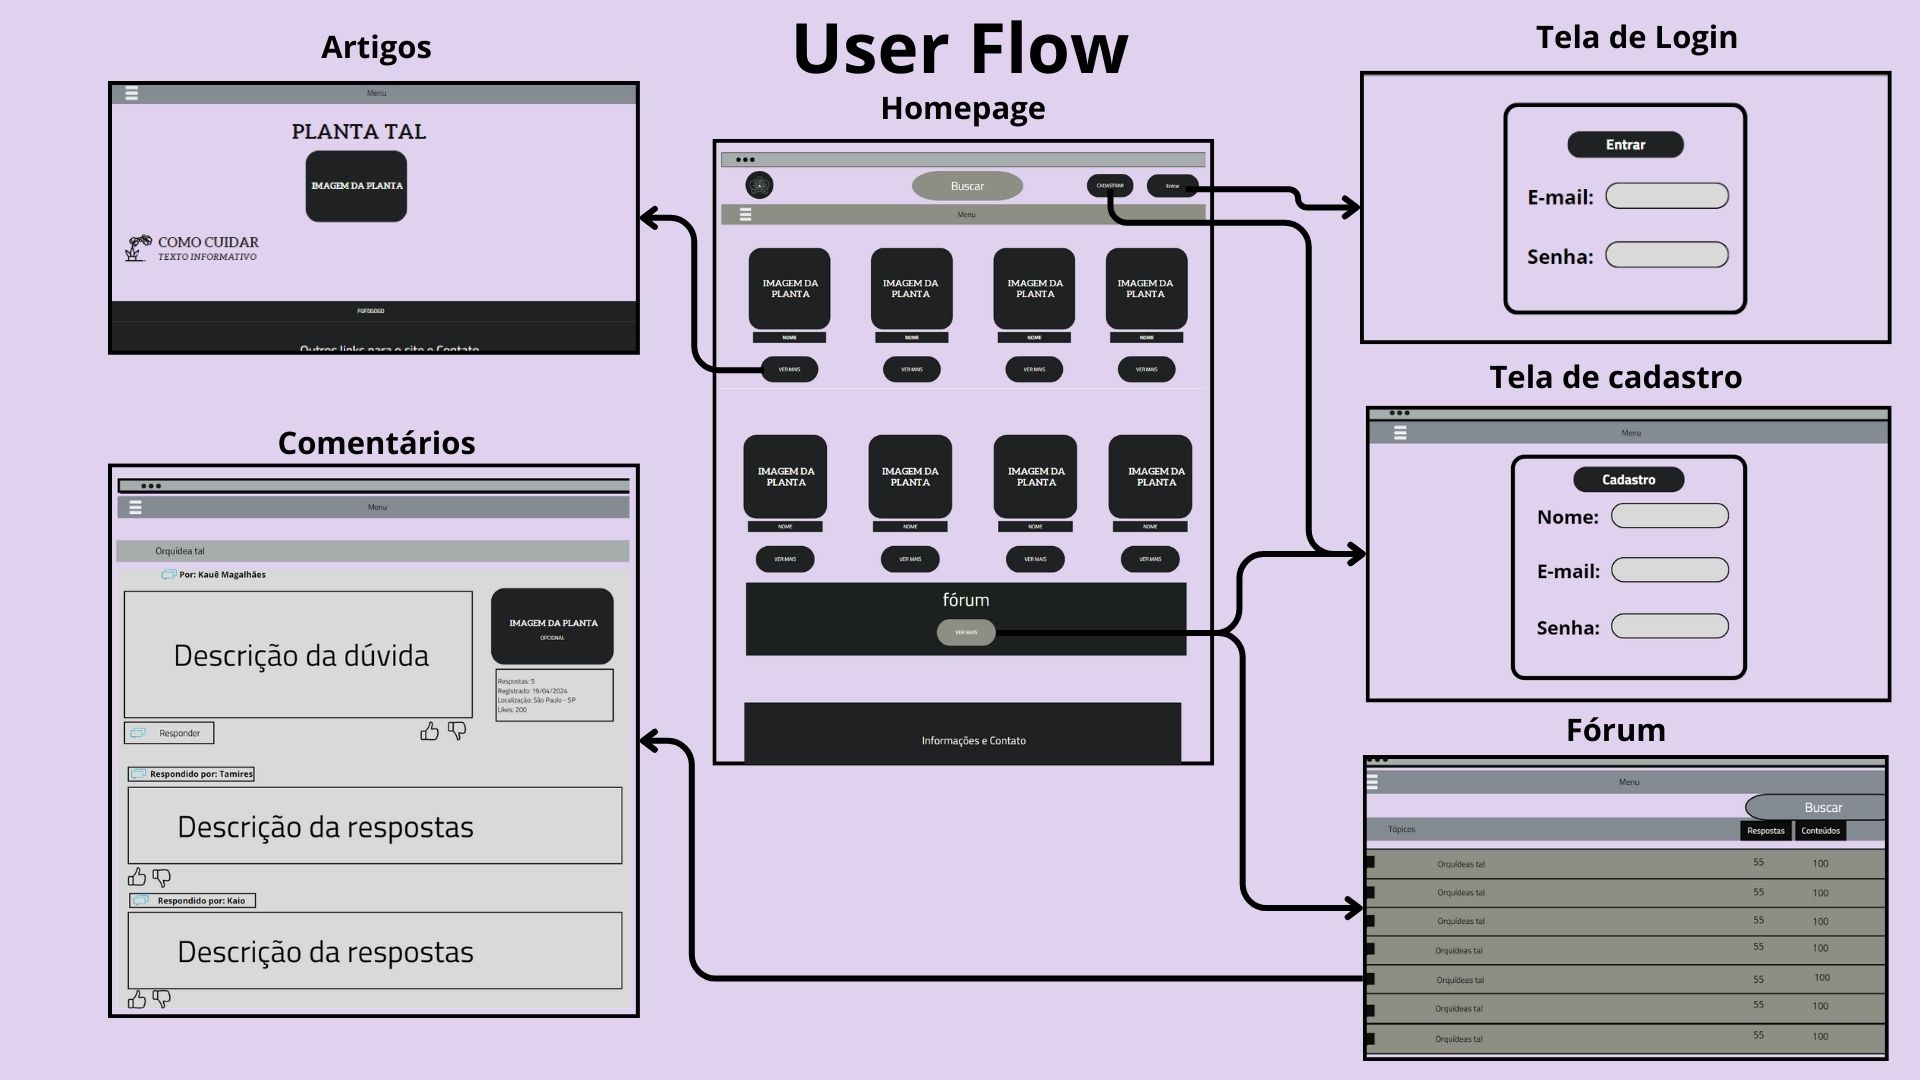 User Flow
Artigos
Menu
PLANTA TAL
IMAGEM DA PLANTA
COMO CUIDAR
TEXTO INFORMATIVO
Outros links para o site e Contato
Comentários
Menu
Orquídea tal
Por: Kauê Magalhães
Descrição da dúvida
IMAGEM DA PLANTA
OPCIONAL
Respostas: 5
Registrado: 19/04/2024
Localização: São Paulo - SP
Likes: 200
Responder
Respondido por: Tamires
Descrição da respostas
Respondido por: Kaio
Descrição da respostas
Homepage
Buscar
CADASTRAR
Entrar
Menu
IMAGEM DA
PLANTA
IMAGEM DA
PLANTA
IMAGEM DA
PLANTA
IMAGEM DA
PLANTA
NOME
NOME
NOME
NOME
VER MAIS
VER MAIS
VER MAIS
VER MAIS
IMAGEM DA
PLANTA
IMAGEM DA
PLANTA
IMAGEM DA
PLANTA
IMAGEM DA
PLANTA
NOME
NOME
NOME
NOME
VER MAIS
VER MAIS
VER MAIS
VER MAIS
fórum
VER MAIS
Informações e Contato
Tela de Login
Entrar
E-mail:
Senha:
Tela de cadastro
Menu
Cadastro
Nome:
E-mail:
Senha:
Fórum
Menu
Buscar
Tópicos Respostas Conteúdos
Orquídeas tal 55 100
Orquídeas tal 55 100
Orquídeas tal 55 100
Orquídeas tal 55 100
Orquídeas tal 55 100
Orquídeas tal 55 100
Orquídeas tal 55 100